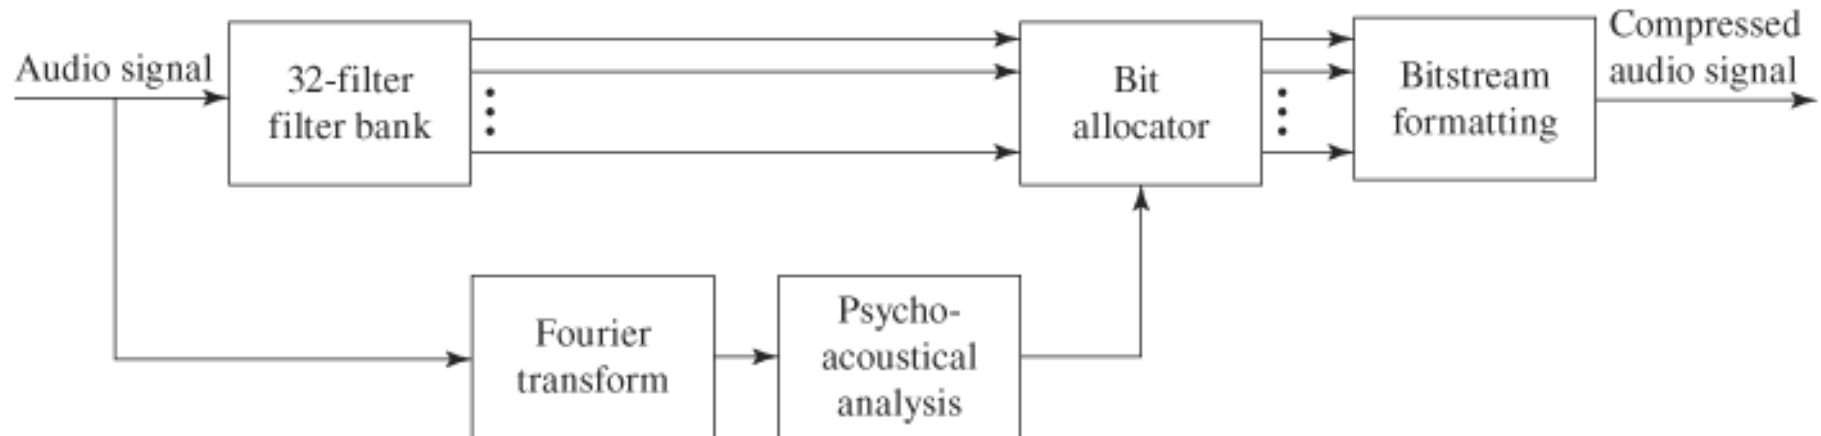 Audio signal
32-filter
filter bank
Bit
allocator
Bitstream
formatting
Compressed
audio signal
Fourier
transform
Psycho-
acoustical
analysis